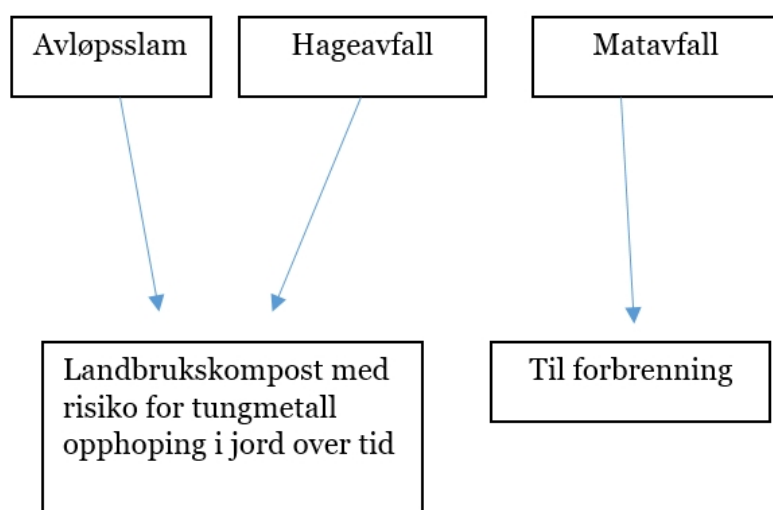 Avløpsslam
Hageavfall
Matavfall
Landbrukskompost med
risiko for tungmetall
opphoping i jord over tid
Til forbrenning